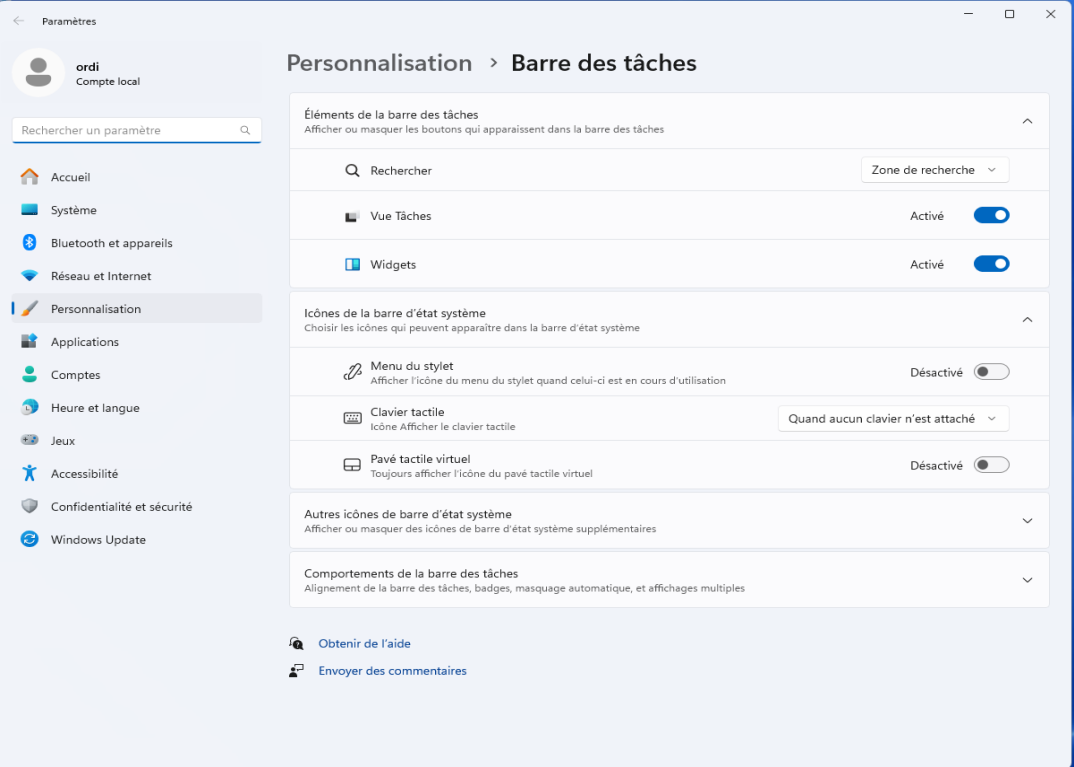 Paramètres
ordi
Compte local
Rechercher un paramètre
Accueil
Système
Bluetooth et appareils
Réseau et Internet
Personnalisation
Applications
Comptes
Heure et langue
Jeux
Accessibilité
Confidentialité et sécurité
Windows Update
Personnalisation > Barre des tâches
Éléments de la barre des tâches
Afficher ou masquer les boutons qui apparaissent dans la barre des tâches
Rechercher
Zone de recherche
Vue Tâches
Activé
Widgets
Activé
Icônes de la barre d'état système
Choisir les icônes qui peuvent apparaître dans la barre d'état système
Menu du stylet
Afficher l'icône du menu du stylet quand celui-ci est en cours d'utilisation
Désactivé
Clavier tactile
Icône Afficher le clavier tactile
Quand aucun clavier n'est attaché
Pavé tactile virtuel
Toujours afficher l'icône du pavé tactile virtuel
Désactivé
Autres icônes de barre d'état système
Afficher ou masquer des icônes de barre d'état système supplémentaires
Comportements de la barre des tâches
Alignement de la barre des tâches, badges, masquage automatique, et affichages multiples
Obtenir de l'aide
Envoyer des commentaires